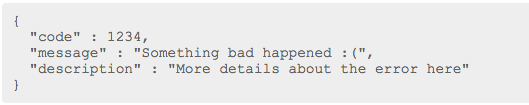 {
  "code" : 1234,
  "message" : "Something bad happened :(",
  "description" : "More details about the error here"
}